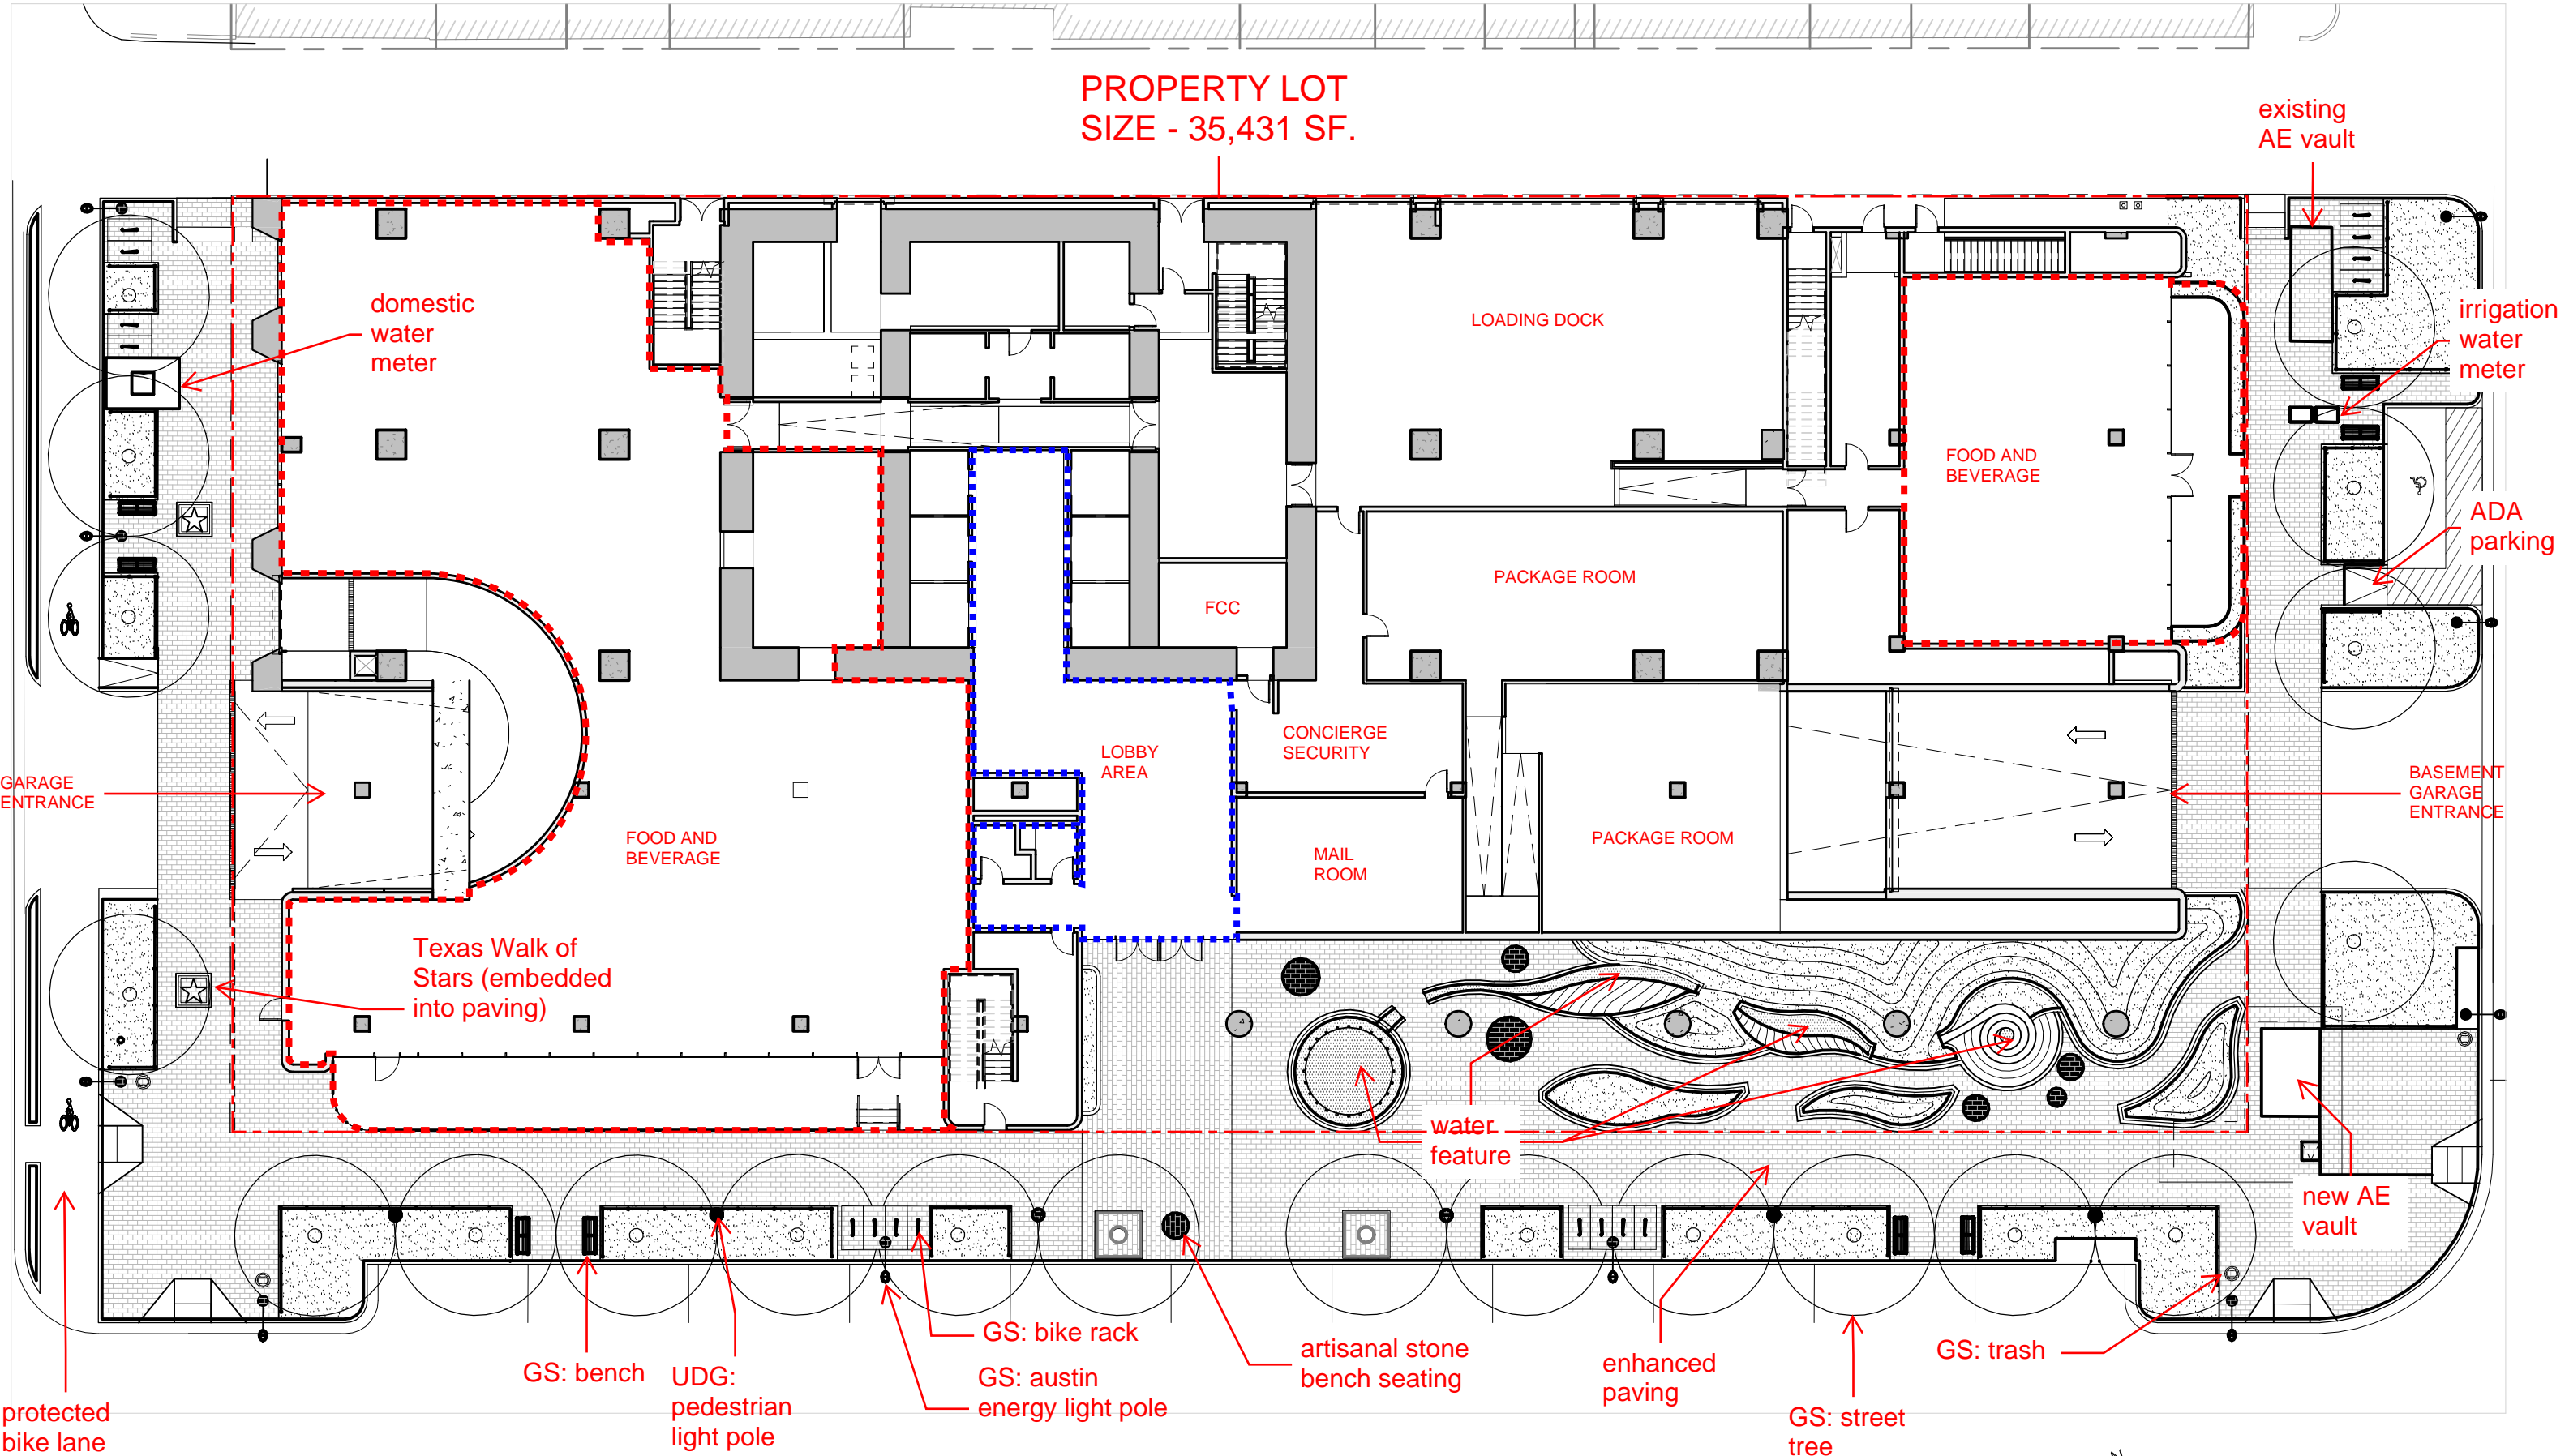 PROPERTY LOT
SIZE - 35,431 SF.
existing
AE vault
domestic
water
meter
LOADING DOCK
irrigation
water
meter
FOOD AND
BEVERAGE
ADA
parking
PACKAGE ROOM
FCC
CONCIERGE
SECURITY
LOBBY
AREA
GARAGE
ENTRANCE
BASEMENT
GARAGE
ENTRANCE
FOOD AND
BEVERAGE
MAIL
ROOM
PACKAGE ROOM
Texas Walk of
Stars (embedded
into paving)
water
feature
new AE
vault
GS: bike rack
GS: bench
UDG:
pedestrian
light pole
GS: austin
energy light pole
artisanal stone
bench seating
enhanced
paving
GS: trash
GS: street
tree
protected
bike lane